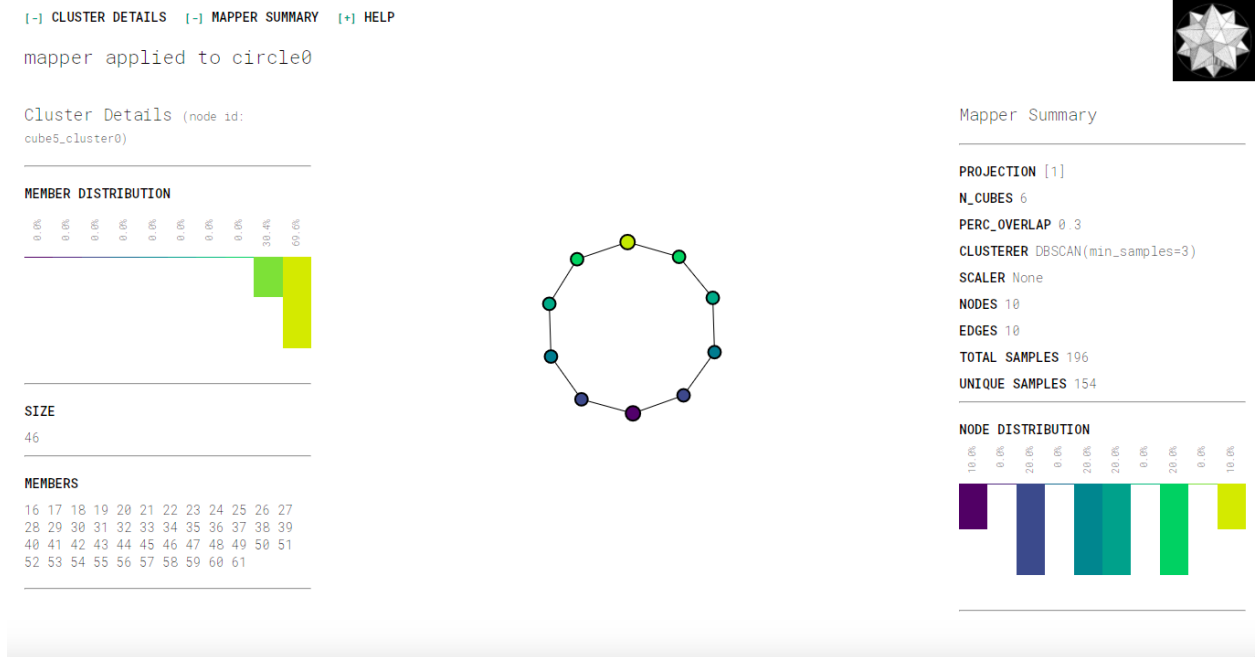 [-] CLUSTER DETAILS [-] MAPPER SUMMARY [+] HELP
mapper applied to circle0
Cluster Details (node id:
cube5_cluster0)
MEMBER DISTRIBUTION
0.0% 0.0% 0.0% 0.0% 0.0% 0.0% 0.0% 0.0% 30.4% 69.6%
SIZE
46
MEMBERS
16 17 18 19 20 21 22 23 24 25 26 27
28 29 30 31 32 33 34 35 36 37 38 39
40 41 42 43 44 45 46 47 48 49 50 51
52 53 54 55 56 57 58 59 60 61
Mapper Summary
PROJECTION [1]
N_CUBES 6
PERC_OVERLAP 0.3
CLUSTERER DBSCAN(min_samples=3)
SCALER None
NODES 10
EDGES 10
TOTAL SAMPLES 196
UNIQUE SAMPLES 154
NODE DISTRIBUTION
10.0% 0.0% 20.0% 0.0% 20.0% 20.0% 0.0% 20.0% 0.0% 10.0%